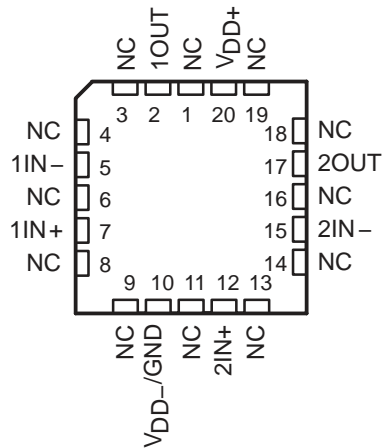 NC
1OUT
NC
VDD+
NC
3 2 1 20 19
NC 4
1IN− 5
NC 6
1IN+ 7
NC 8
18 NC
17 2OUT
16 NC
15 2IN−
14 NC
9 10 11 12 13
NC
VDD−/GND
NC
2IN+
NC